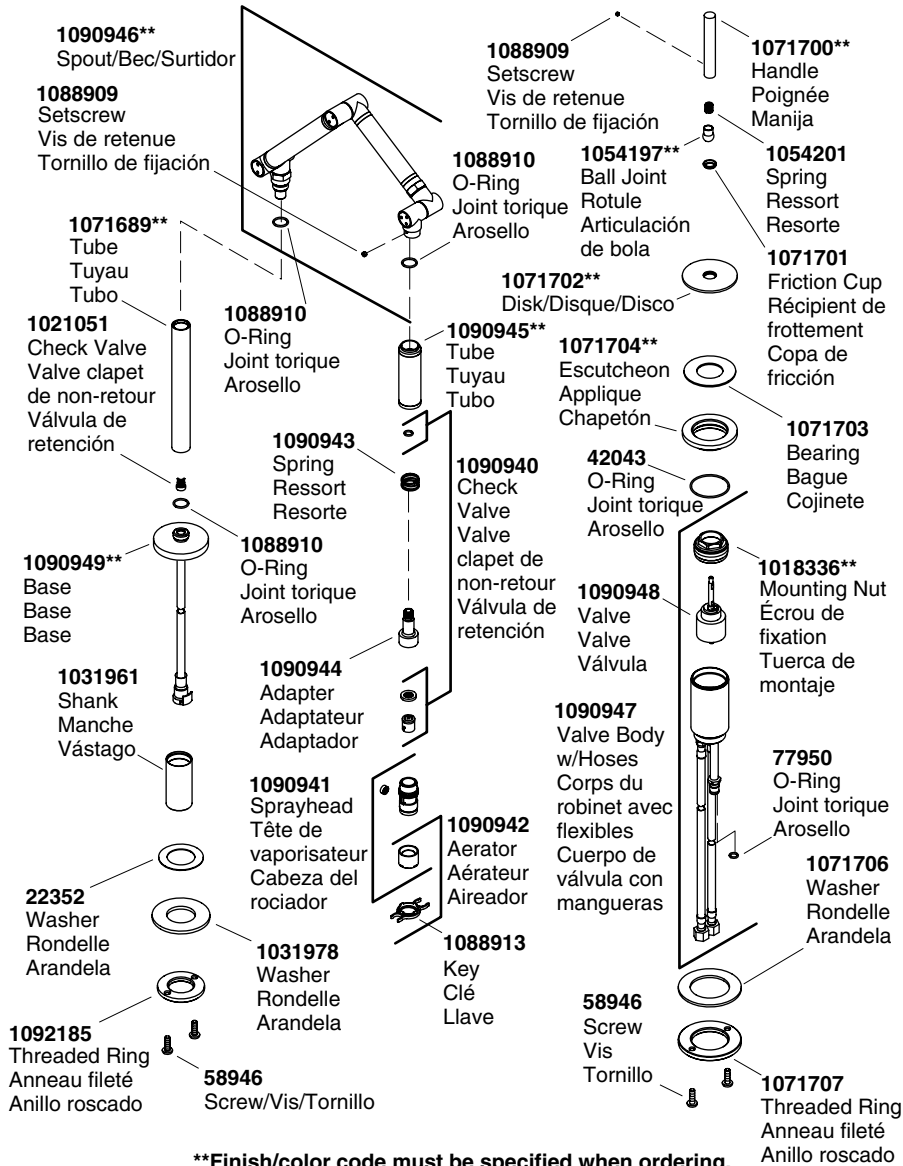 1090946**
Spout/Bec/Surtidor
1088909
Setscrew
Vis de retenue
Tornillo de fijación
1071689**
Tube
Tuyau
Tubo
1021051
Check Valve
Valve clapet
de non-retour
Válvula de
retención
1088910
O-Ring
Joint torique
Arosello
1088910
O-Ring
Joint torique
Arosello
1090949**
Base
Base
Base
1088910
O-Ring
Joint torique
Arosello
1031961
Shank
Manche
Vástago
22352
Washer
Rondelle
Arandela
1031978
Washer
Rondelle
Arandela
1092185
Threaded Ring
Anneau fileté
Anillo roscado
58946
Screw/Vis/Tornillo
1090945**
Tube
Tuyau
Tubo
1090943
Spring
Ressort
Resorte
1090940
Check
Valve
Valve
clapet de
non-retour
Válvula de
retención
1090944
Adapter
Adaptateur
Adaptador
1090941
Sprayhead
Tête de
vaporisateur
Cabeza del
rociador
1090942
Aerator
Aérateur
Aireador
1088913
Key
Clé
Llave
1088909
Setscrew
Vis de retenue
Tornillo de fijación
1071700**
Handle
Poignée
Manija
1054197**
Ball Joint
Rotule
Articulación
de bola
1054201
Spring
Ressort
Resorte
1071701
Friction Cup
Récipient de
frottement
Copa de
fricción
1071702**
Disk/Disque/Disco
1071704**
Escutcheon
Applique
Chapetón
1071703
Bearing
Bague
Cojinete
42043
O-Ring
Joint torique
Arosello
1018336**
Mounting Nut
Écrou de
fixation
Tuerca de
montaje
1090948
Valve
Valve
Válvula
1090947
Valve Body
w/Hoses
Corps du
robinet avec
flexibles
Cuerpo de
válvula con
mangueras
77950
O-Ring
Joint torique
Arosello
1071706
Washer
Rondelle
Arandela
58946
Screw
Vis
Tornillo
1071707
Threaded Ring
Anneau fileté
Anillo roscado
**Finish/color code must be specified when ordering.